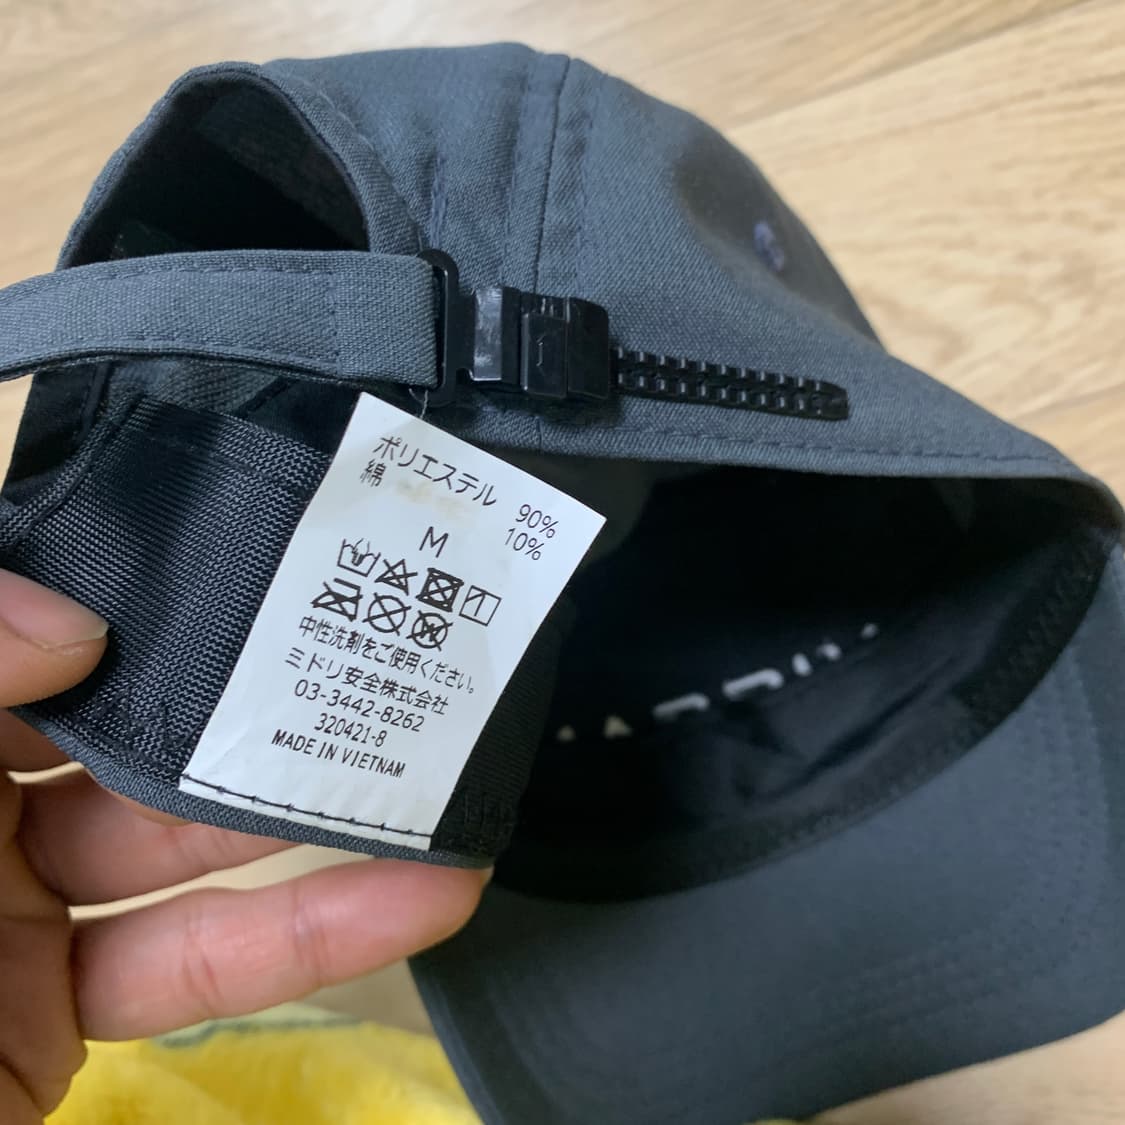 ポリエステル 90%
綿 10%
M
中性洗剤をご使用ください。
ミドリ安全株式会社
03-3442-8262
320421-8
MADE IN VIETNAM